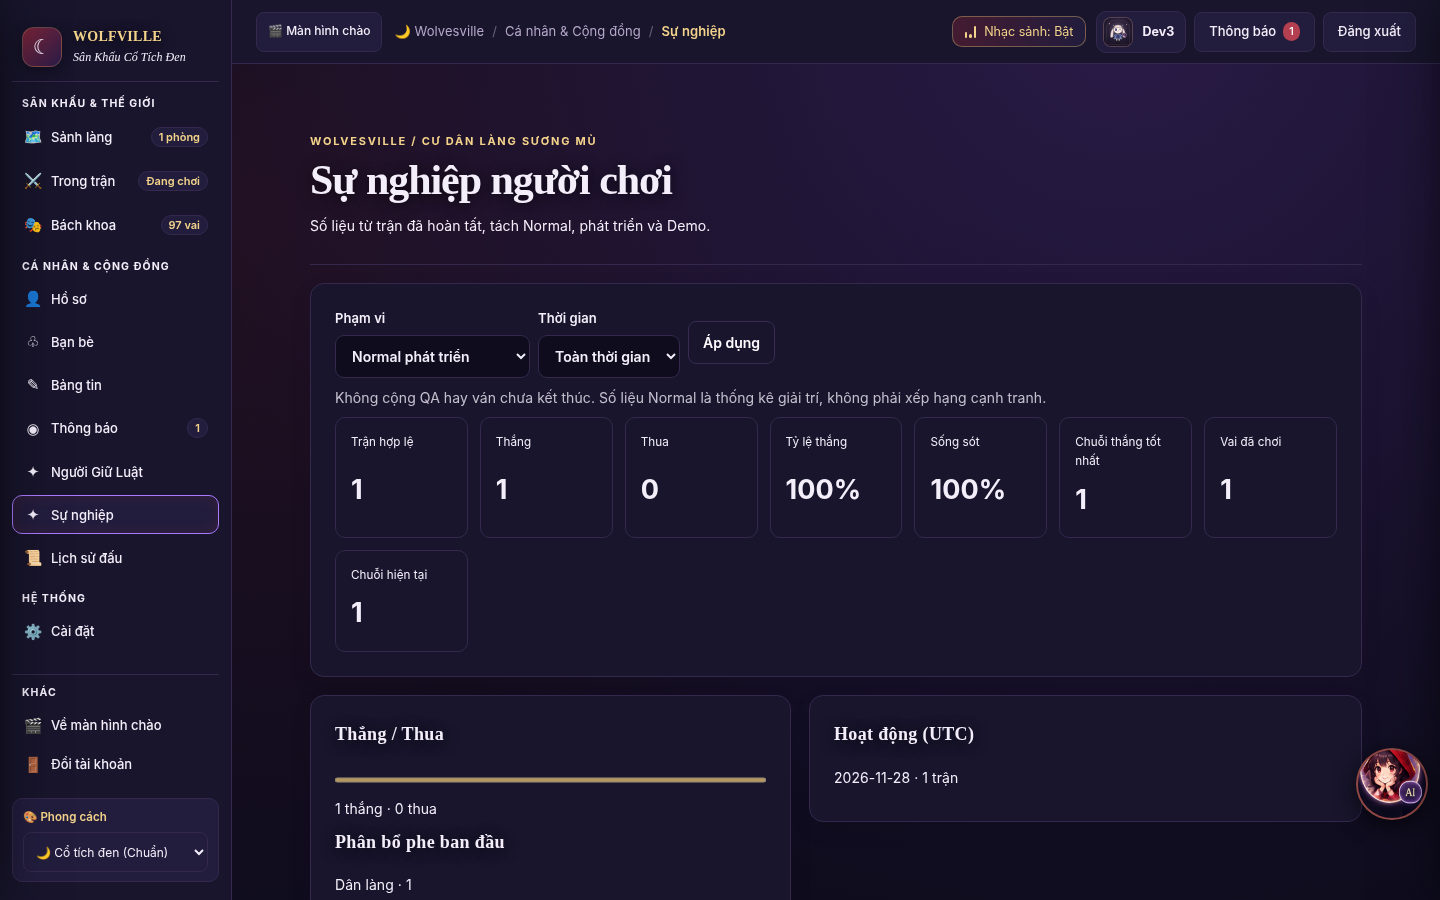 WOLFVILLE
Sân Khấu Cổ Tích Đen
SÂN KHẤU & THẾ GIỚI
Sảnh làng
1 phòng
Trong trận
Đang chơi
Bách khoa
97 vai
CÁ NHÂN & CỘNG ĐỒNG
Hồ sơ
Bạn bè
Bảng tin
Thông báo
1
Người Giữ Luật
Sự nghiệp
Lịch sử đấu
HỆ THỐNG
Cài đặt
KHÁC
Về màn hình chào
Đổi tài khoản
🎨 Phong cách
🌙 Cổ tích đen (Chuẩn)
🎬 Màn hình chào
🌙 Wolvesville / Cá nhân & Cộng đồng / Sự nghiệp
Nhạc sảnh: Bật
Dev3
Thông báo 1
Đăng xuất
WOLVESVILLE / CƯ DÂN LÀNG SƯƠNG MÙ
Sự nghiệp người chơi
Số liệu từ trận đã hoàn tất, tách Normal, phát triển và Demo.
Phạm vi
Thời gian
Normal phát triển
Toàn thời gian
Áp dụng
Không cộng QA hay ván chưa kết thúc. Số liệu Normal là thống kê giải trí, không phải xếp hạng cạnh tranh.
Trận hợp lệ
1
Thắng
1
Thua
0
Tỷ lệ thắng
100%
Sống sót
100%
Chuỗi thắng tốt
nhất
1
Vai đã chơi
1
Chuỗi hiện tại
1
Thắng / Thua
1 thắng · 0 thua
Phân bố phe ban đầu
Dân làng · 1
Hoạt động (UTC)
2026-11-28 · 1 trận
AI